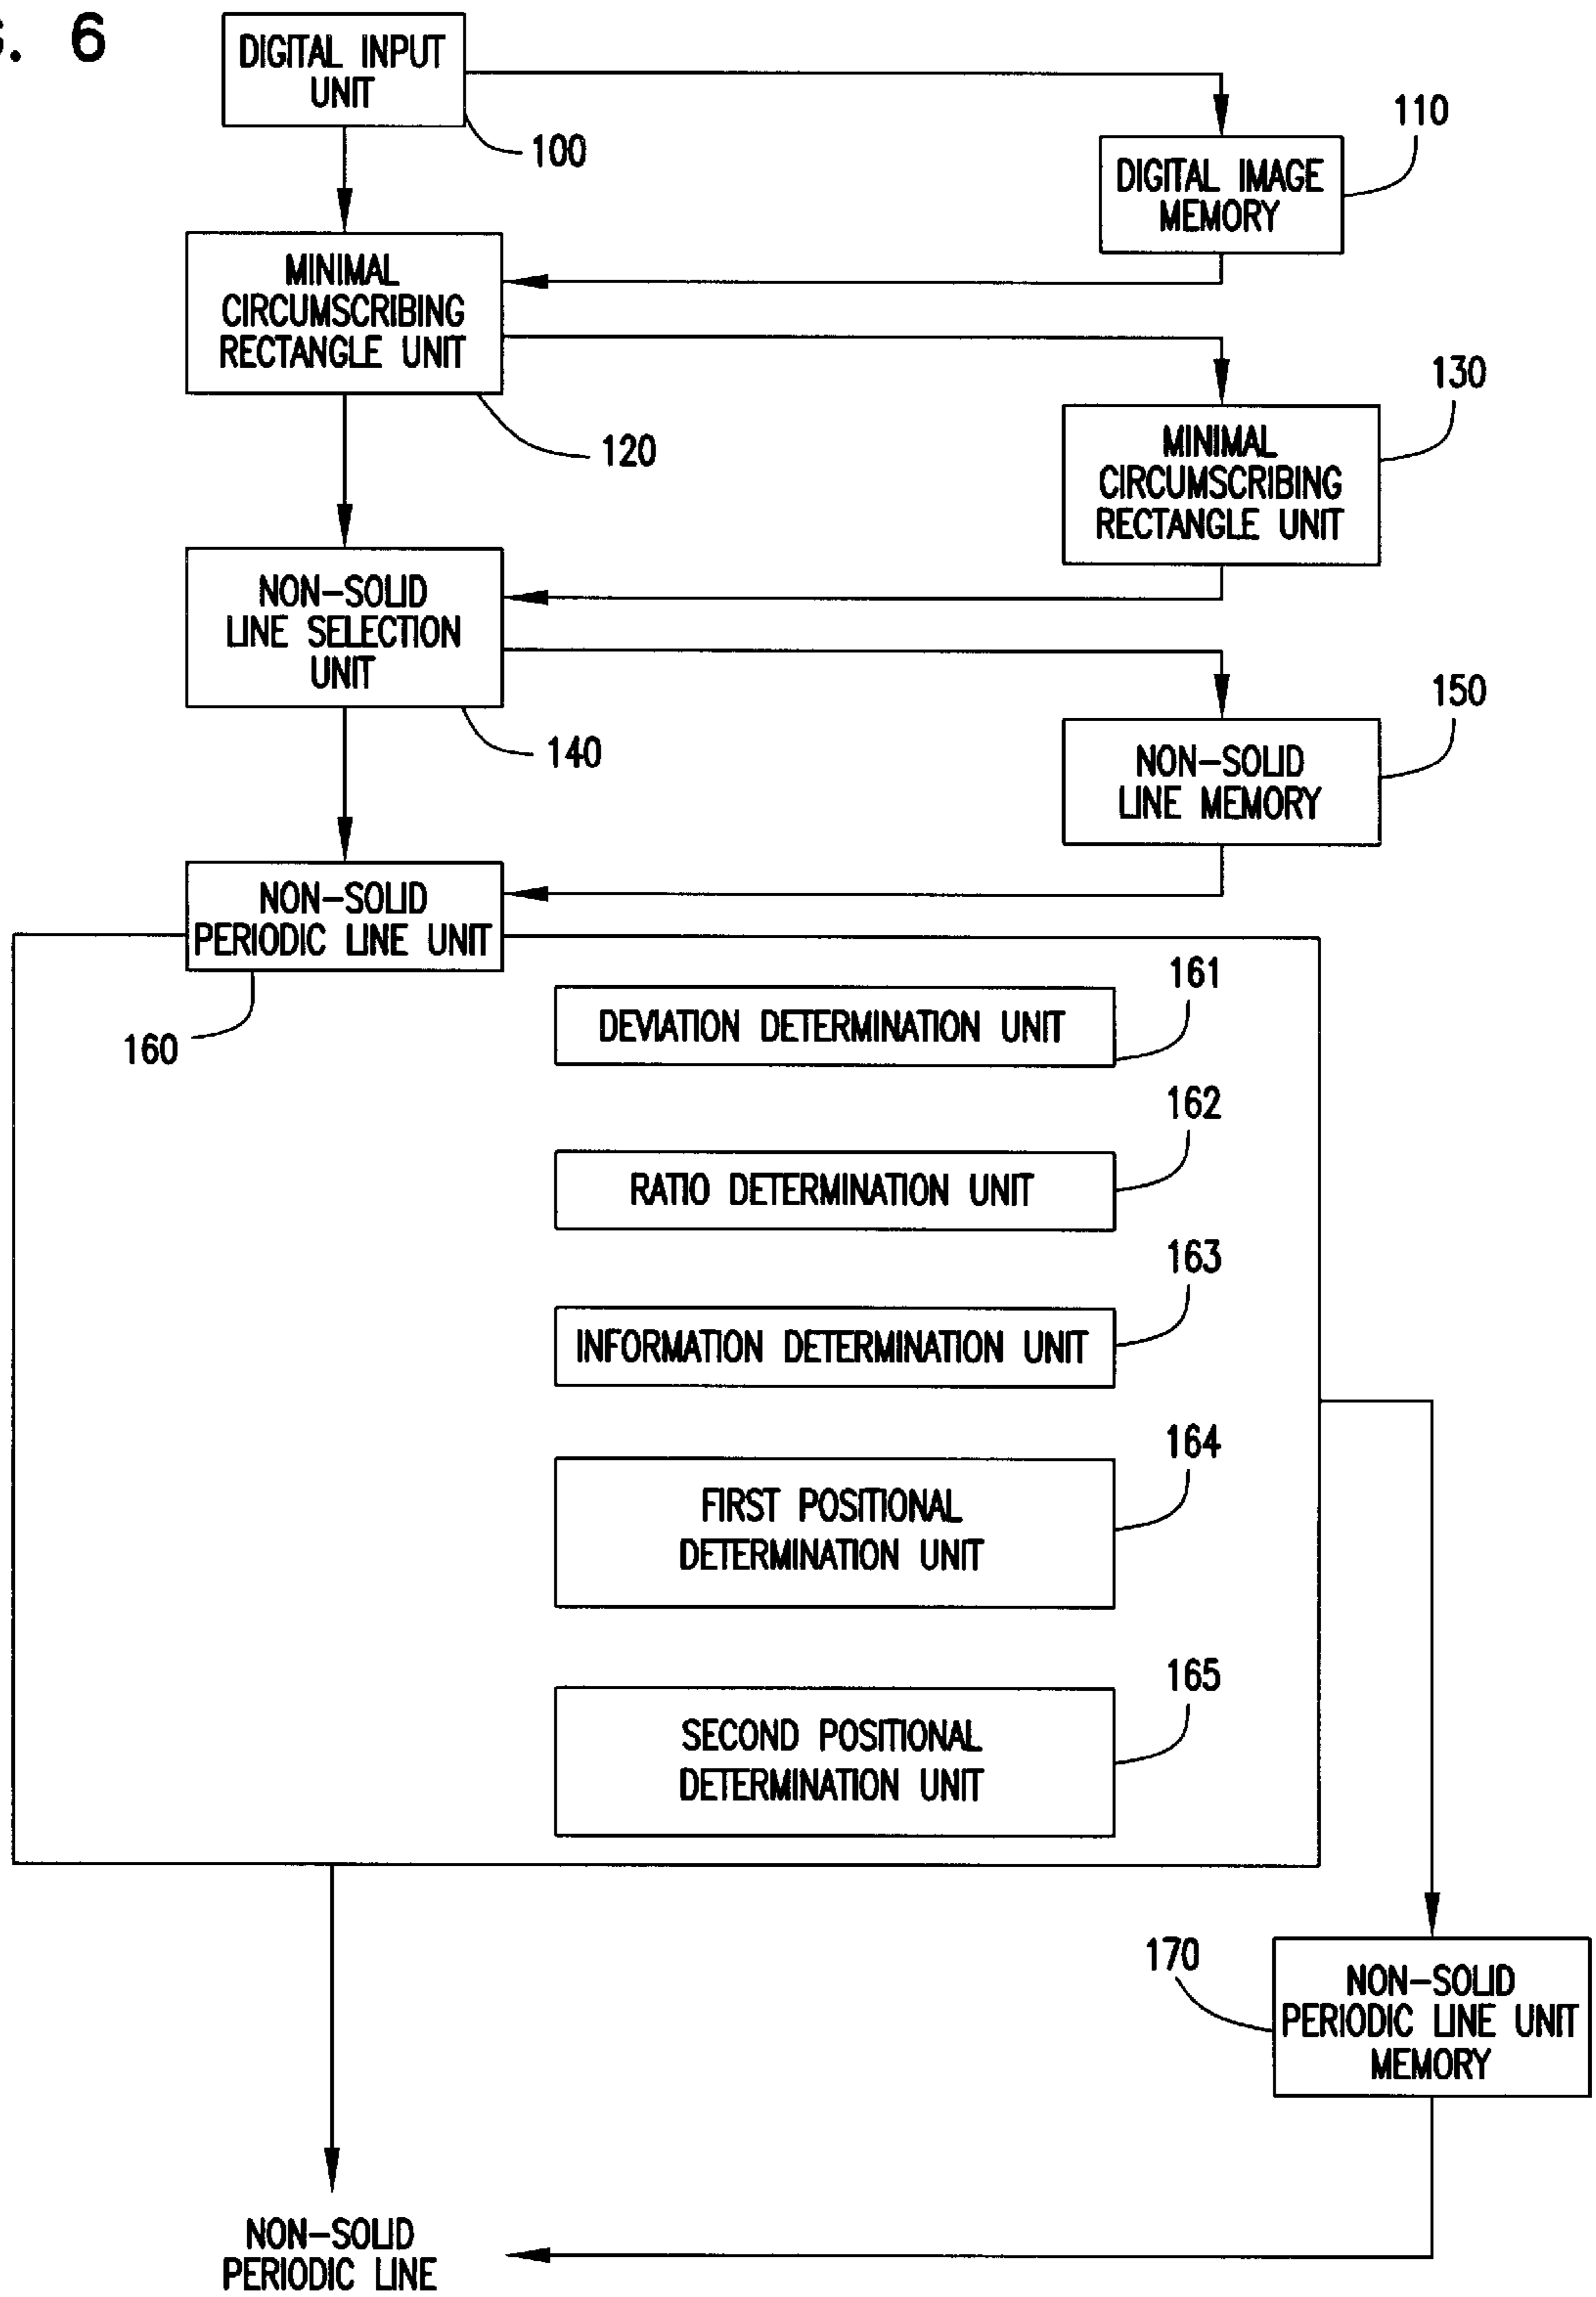 6
DIGITAL INPUT
UNIT
100
110
DIGITAL IMAGE
MEMORY
MINIMAL
CIRCUMSCRIBING
RECTANGLE UNIT
120
130
MINIMAL
CIRCUMSCRIBING
RECTANGLE UNIT
NON-SOLID
LINE SELECTION
UNIT
140
150
NON-SOLID
LINE MEMORY
NON-SOLID
PERIODIC LINE UNIT
160
161
DEVIATION DETERMINATION UNIT
162
RATIO DETERMINATION UNIT
163
INFORMATION DETERMINATION UNIT
164
FIRST POSITIONAL
DETERMINATION UNIT
165
SECOND POSITIONAL
DETERMINATION UNIT
170
NON-SOLID
PERIODIC LINE UNIT
MEMORY
NON-SOLID
PERIODIC LINE